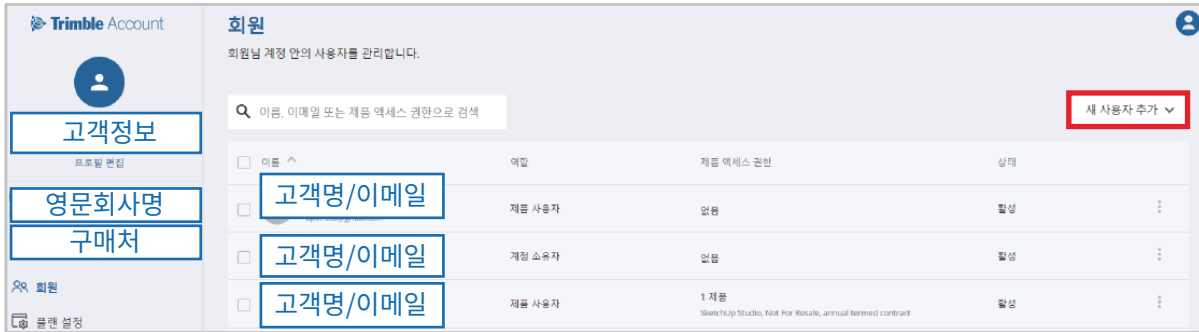 Trimble Account
고객정보
프로필 편집
영문회사명
구매처
회원
플랜 설정
회원
회원님 계정 안의 사용자를 관리합니다.
이름, 이메일 또는 제품 액세스 권한으로 검색
새 사용자 추가
이름 역할 제품 액세스 권한 상태
고객명/이메일 제품 사용자 없음 활성
고객명/이메일 계정 소유자 없음 활성
고객명/이메일 제품 사용자 1 제품 활성
SketchUp Studio, Not For Resale, annual termed contract